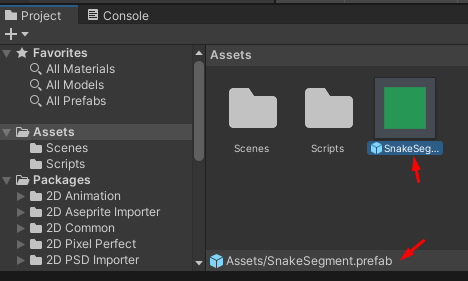 Project
Console
Favorites
All Materials
All Models
All Prefabs
Assets
Scenes
Scripts
Packages
2D Animation
2D Aseprite Importer
2D Common
2D Pixel Perfect
2D PSD Importer
Assets
Scenes
Scripts
SnakeSeg...
Assets/SnakeSegment.prefab